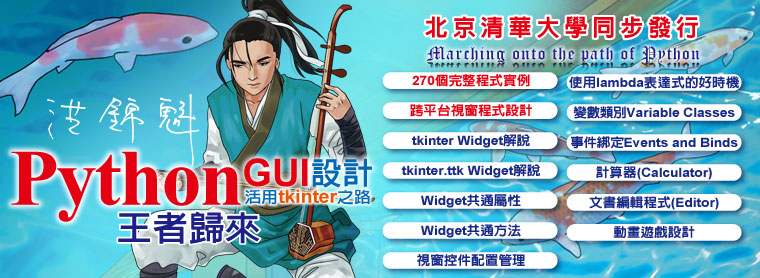 北京清華大學同步發行
Marching onto the path of Python
洪錦魁
Python GUI設計
活用tkinter之路
王者歸來
270個完整程式實例
跨平台視窗程式設計
tkinter Widget解說
tkinter.ttk Widget解說
Widget共通屬性
Widget共通方法
視窗控件配置管理
使用lambda表達式的好時機
變數類別Variable Classes
事件綁定Events and Binds
計算器(Calculator)
文書編輯程式(Editor)
動畫遊戲設計